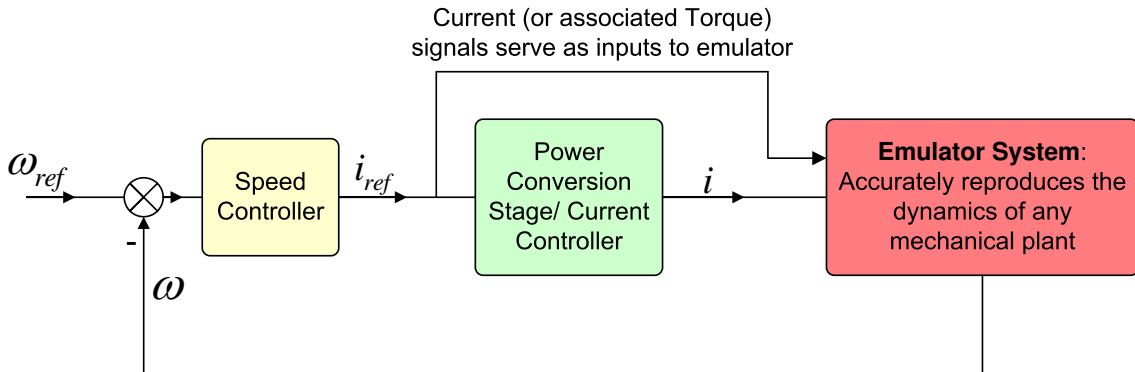 Current (or associated Torque)
signals serve as inputs to emulator
ω_ref
Speed
Controller
i_ref
Power
Conversion
Stage/ Current
Controller
i
Emulator System:
Accurately reproduces the
dynamics of any
mechanical plant
-
ω